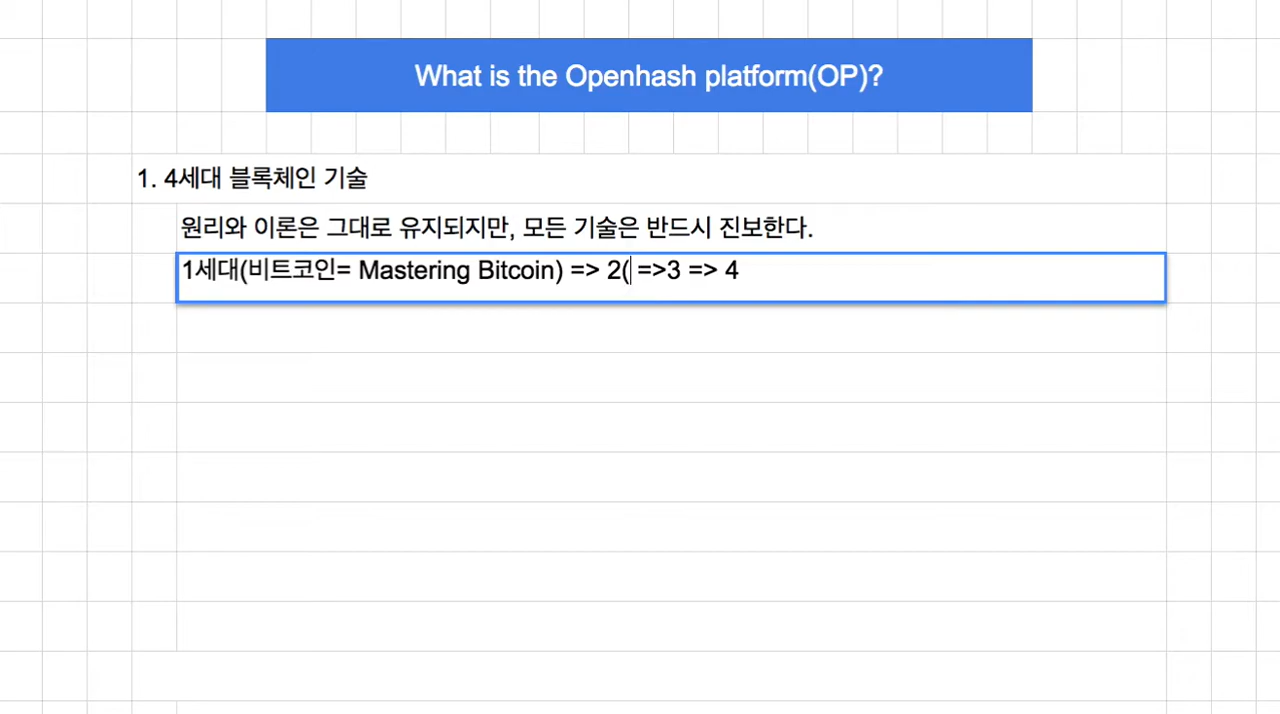 What is the Openhash platform(OP)?
1. 4세대 블록체인 기술
원리와 이론은 그대로 유지되지만, 모든 기술은 반드시 진보한다.
1세대(비트코인= Mastering Bitcoin) => 2( =>3 => 4